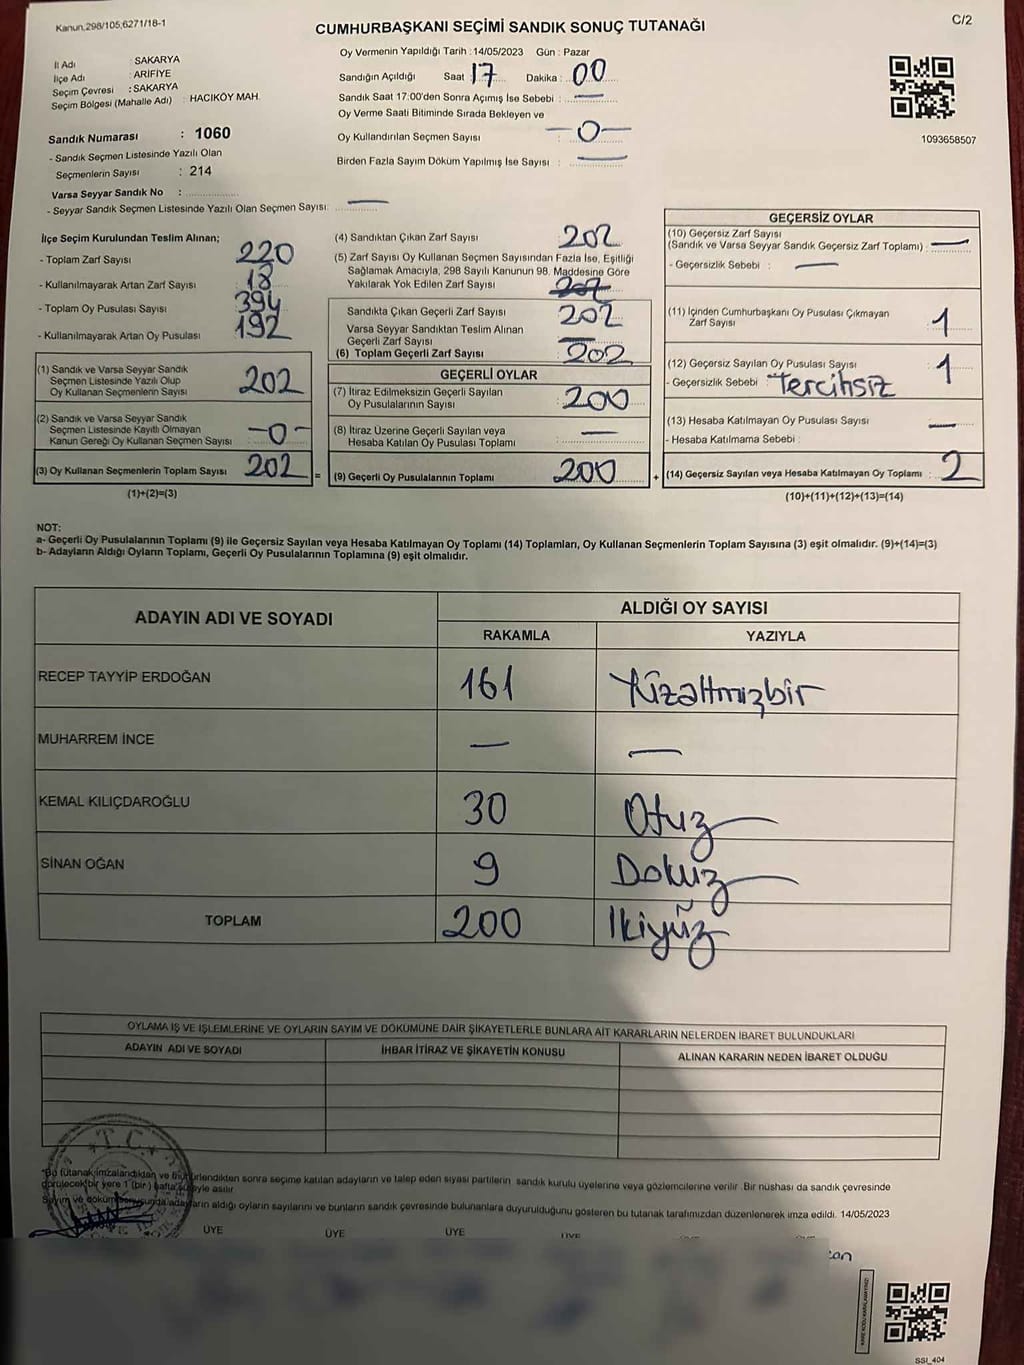 Kanun,298/105,6271/18-1
C/2
CUMHURBAŞKANI SEÇİMİ SANDIK SONUÇ TUTANAĞI
İl Adı : SAKARYA
İlçe Adı : ARİFİYE
Seçim Çevresi : SAKARYA
Seçim Bölgesi (Mahalle Adı) : HACIKÖY MAH.
Sandık Numarası : 1060
- Sandık Seçmen Listesinde Yazılı Olan
Seçmenlerin Sayısı : 214
Varsa Seyyar Sandık No :
- Seyyar Sandık Seçmen Listesinde Yazılı Olan Seçmen Sayısı: —
Oy Vermenin Yapıldığı Tarih : 14/05/2023 Gün : Pazar
Sandığın Açıldığı Saat : 17 Dakika : 00
Sandık Saat 17:00'den Sonra Açımış İse Sebebi : —
Oy Verme Saati Bitiminde Sırada Bekleyen ve
Oy Kullandırılan Seçmen Sayısı : —0—
Birden Fazla Sayım Döküm Yapılmış İse Sayısı : —
1093658507
İlçe Seçim Kurulundan Teslim Alınan;
- Toplam Zarf Sayısı : 220
- Kullanılmayarak Artan Zarf Sayısı : 18
- Toplam Oy Pusulası Sayısı : 394
- Kullanılmayarak Artan Oy Pusulası : 192
(1) Sandık ve Varsa Seyyar Sandık
Seçmen Listesinde Yazılı Olup
Oy Kullanan Seçmenlerin Sayısı : 202
(2) Sandık ve Varsa Seyyar Sandık
Seçmen Listesinde Kayıtlı Olmayan
Kanun Gereği Oy Kullanan Seçmen Sayısı : —0—
(3) Oy Kullanan Seçmenlerin Toplam Sayısı : 202 =
(1)+(2)=(3)
(4) Sandıktan Çıkan Zarf Sayısı : 202
(5) Zarf Sayısı Oy Kullanan Seçmen Sayısından Fazla İse, Eşitliği
Sağlamak Amacıyla, 298 Sayılı Kanunun 98. Maddesine Göre
Yakılarak Yok Edilen Zarf Sayısı : 202
Sandıkta Çıkan Geçerli Zarf Sayısı : 202
Varsa Seyyar Sandıktan Teslim Alınan
Geçerli Zarf Sayısı : —
(6) Toplam Geçerli Zarf Sayısı : 202
GEÇERLİ OYLAR
(7) İtiraz Edilmeksizin Geçerli Sayılan
Oy Pusulalarının Sayısı : 200
(8) İtiraz Üzerine Geçerli Sayılan veya
Hesaba Katılan Oy Pusulası Toplamı : —
(9) Geçerli Oy Pusulalarının Toplamı : 200 +
GEÇERSİZ OYLAR
(10) Geçersiz Zarf Sayısı
(Sandık ve Varsa Seyyar Sandık Geçersiz Zarf Toplamı) : —
- Geçersizlik Sebebi : —
(11) İçinden Cumhurbaşkanı Oy Pusulası Çıkmayan
Zarf Sayısı : 1
(12) Geçersiz Sayılan Oy Pusulası Sayısı : 1
- Geçersizlik Sebebi : Tercihsiz
(13) Hesaba Katılmayan Oy Pusulası Sayısı : —
- Hesaba Katılmama Sebebi :
(14) Geçersiz Sayılan veya Hesaba Katılmayan Oy Toplamı : 2
(10)+(11)+(12)+(13)=(14)
NOT:
a- Geçerli Oy Pusulalarının Toplamı (9) ile Geçersiz Sayılan veya Hesaba Katılmayan Oy Toplamı (14) Toplamları, Oy Kullanan Seçmenlerin Toplam Sayısına (3) eşit olmalıdır. (9)+(14)=(3)
b- Adayların Aldığı Oyların Toplamı, Geçerli Oy Pusulalarının Toplamına (9) eşit olmalıdır.
ADAYIN ADI VE SOYADI ALDIĞI OY SAYISI
RAKAMLA YAZIYLA
RECEP TAYYİP ERDOĞAN 161 Yüzaltmışbir
MUHARREM İNCE — —
KEMAL KILIÇDAROĞLU 30 Otuz
SİNAN OĞAN 9 Dokuz
TOPLAM 200 İkiyüz
OYLAMA İŞ VE İŞLEMLERİNE VE OYLARIN SAYIM VE DÖKÜMÜNE DAİR ŞİKAYETLERLE BUNLARA AİT KARARLARIN NELERDEN İBARET BULUNDUKLARI
ADAYIN ADI VE SOYADI İHBAR İTİRAZ VE ŞİKAYETİN KONUSU ALINAN KARARIN NEDEN İBARET OLDUĞU
T.C.
*Bu tutanak imzalandıktan ve mühürlendikten sonra seçime katılan adayların ve talep eden siyasi partilerin sandık kurulu üyelerine veya gözlemcilerine verilir. Bir nüshası da sandık çevresinde
görülecek bir yere 1 (bir) hafta süreyle asılır
Sayım ve döküm sonucunda adayların aldığı oyların sayılarını ve bunların sandık çevresinde bulunanlara duyurulduğunu gösteren bu tutanak tarafımızdan düzenlenerek imza edildi. 14/05/2023
ÜYE ÜYE ÜYE ÜYE
SSI_404